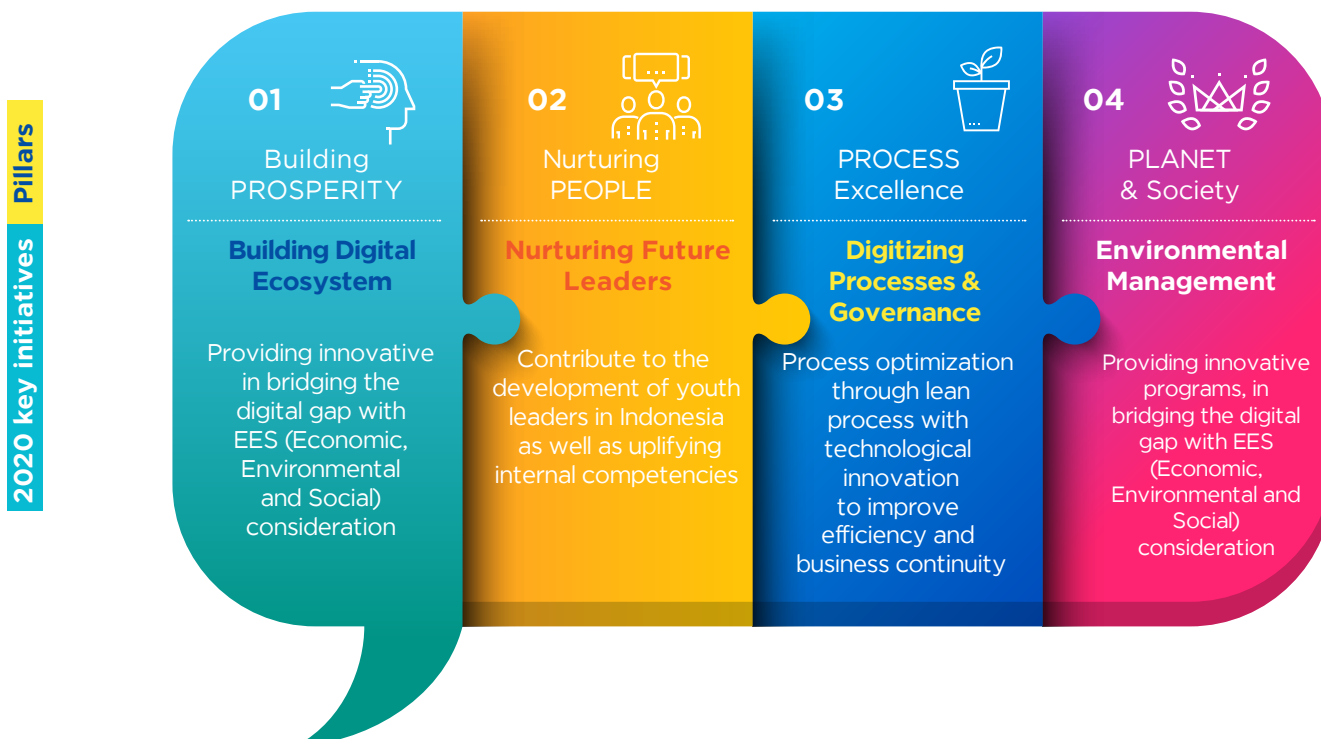 Pillars
2020 key initiatives
01
Building
PROSPERITY
Building Digital
Ecosystem
Providing innovative
in bridging the
digital gap with
EES (Economic,
Environmental
and Social)
consideration
02
Nurturing
PEOPLE
Nurturing Future
Leaders
Contribute to the
development of youth
leaders in Indonesia
as well as uplifying
internal competencies
03
PROCESS
Excellence
Digitizing
Processes &
Governance
Process optimization
through lean
process with
technological
innovation
to improve
efficiency and
business continuity
04
PLANET
& Society
Environmental
Management
Providing innovative
programs, in
bridging the digital
gap with EES
(Economic,
Environmental and
Social)
consideration